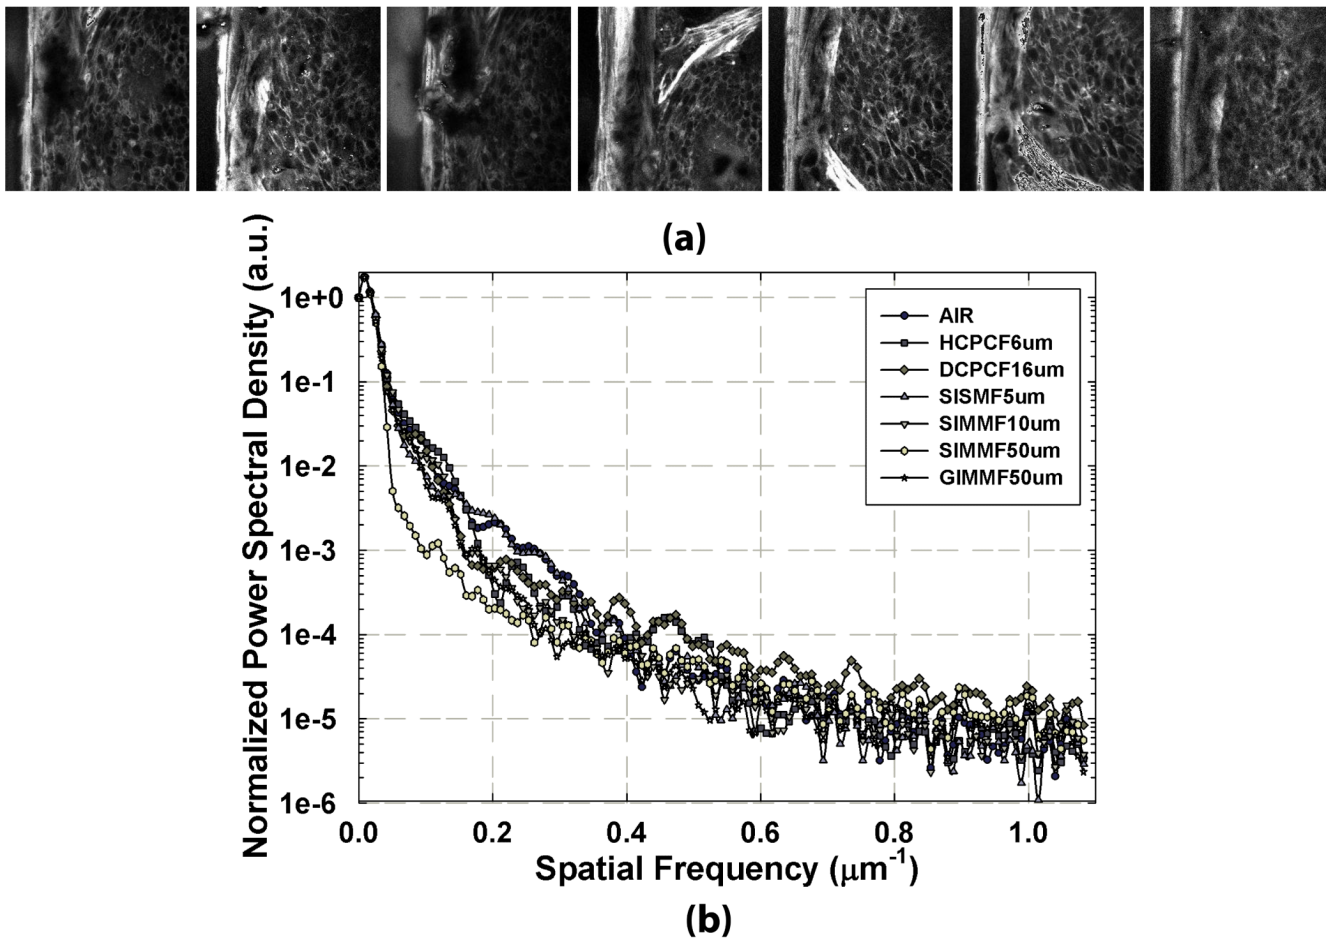 (a)
Normalized Power Spectral Density (a.u.)
1e+0
1e-1
1e-2
1e-3
1e-4
1e-5
1e-6
AIR
HCPCF6um
DCPCF16um
SISMF5um
SIMMF10um
SIMMF50um
GIMMF50um
0.0 0.2 0.4 0.6 0.8 1.0
Spatial Frequency (μm⁻¹)
(b)